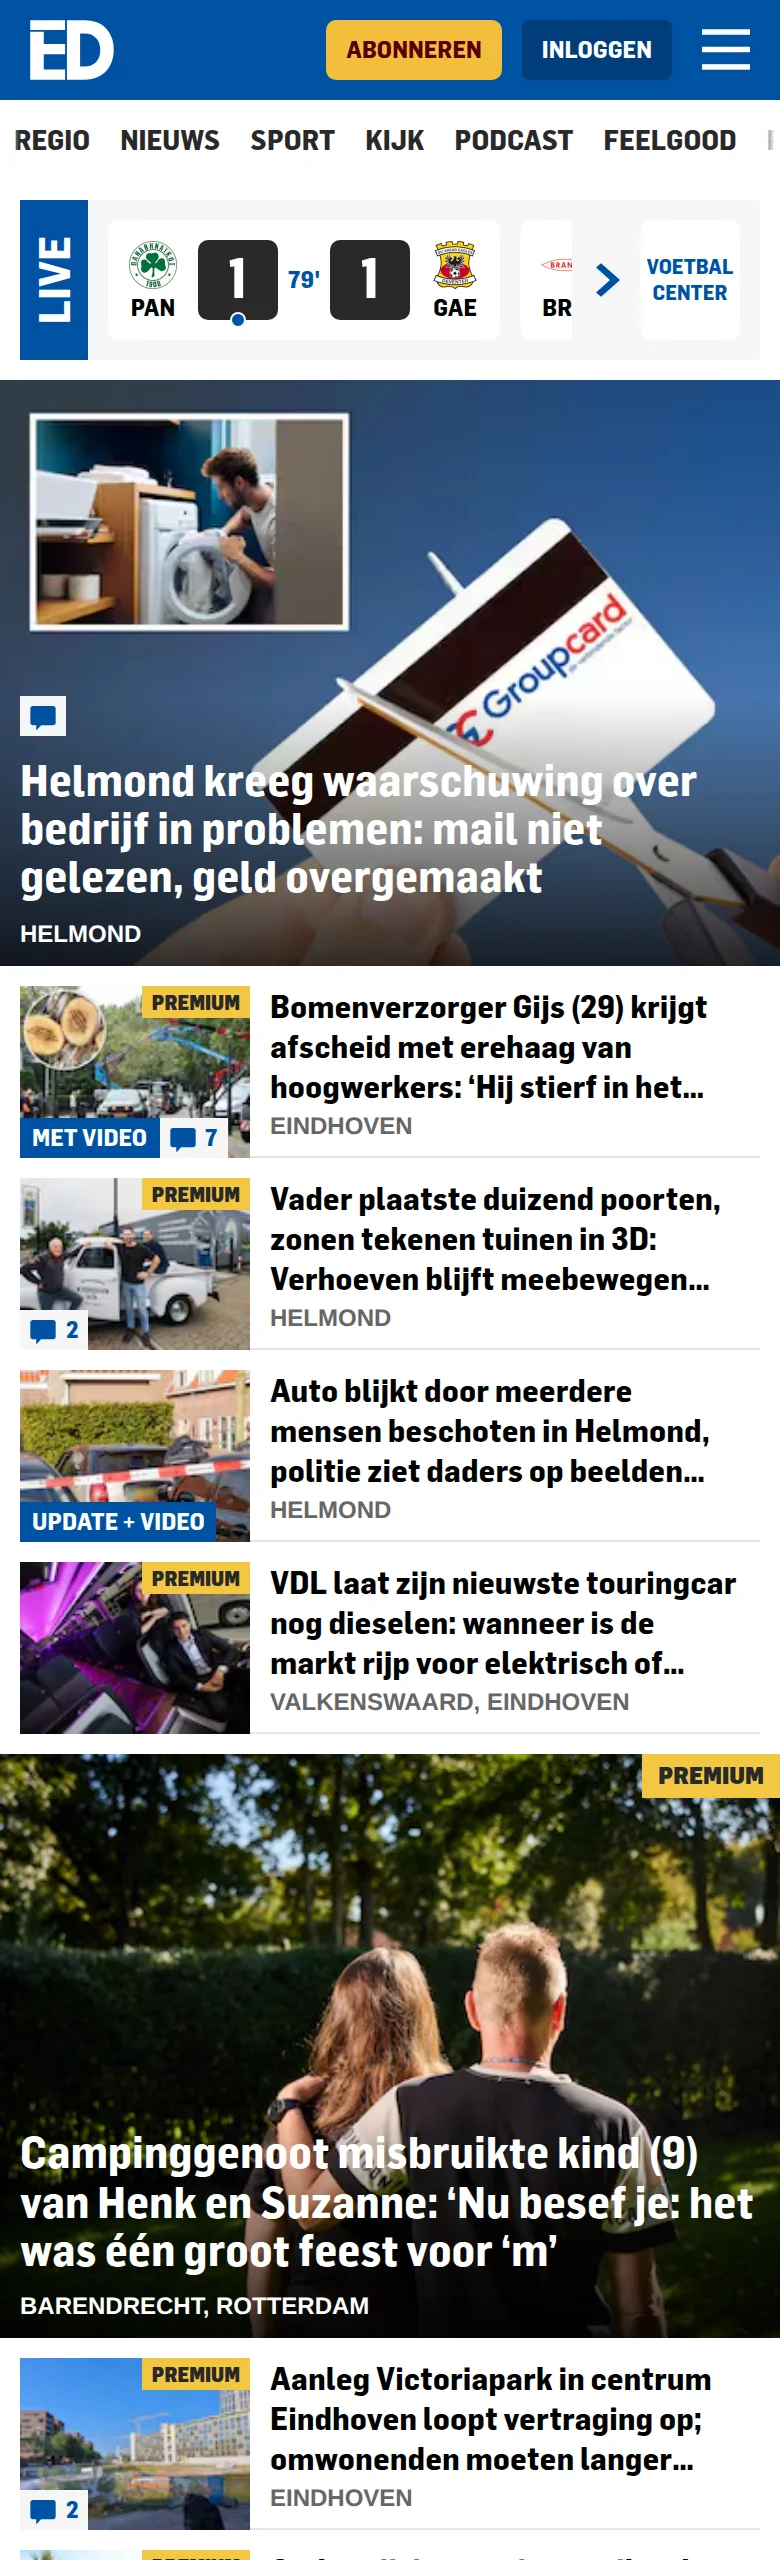 ED
ABONNEREN
INLOGGEN
REGIO NIEUWS SPORT KIJK PODCAST FEELGOOD
LIVE
PAN
1
79'
1
GAE
BR
VOETBAL
CENTER
Groupcard
Helmond kreeg waarschuwing over
bedrijf in problemen: mail niet
gelezen, geld overgemaakt
HELMOND
PREMIUM
MET VIDEO
7
Bomenverzorger Gijs (29) krijgt
afscheid met erehaag van
hoogwerkers: ‘Hij stierf in het...
EINDHOVEN
PREMIUM
2
Vader plaatste duizend poorten,
zonen tekenen tuinen in 3D:
Verhoeven blijft meebewegen...
HELMOND
UPDATE + VIDEO
Auto blijkt door meerdere
mensen beschoten in Helmond,
politie ziet daders op beelden...
HELMOND
PREMIUM
VDL laat zijn nieuwste touringcar
nog dieselen: wanneer is de
markt rijp voor elektrisch of...
VALKENSWAARD, EINDHOVEN
PREMIUM
Campinggenoot misbruikte kind (9)
van Henk en Suzanne: ‘Nu besef je: het
was één groot feest voor ‘m’
BARENDRECHT, ROTTERDAM
PREMIUM
2
Aanleg Victoriapark in centrum
Eindhoven loopt vertraging op;
omwonenden moeten langer...
EINDHOVEN